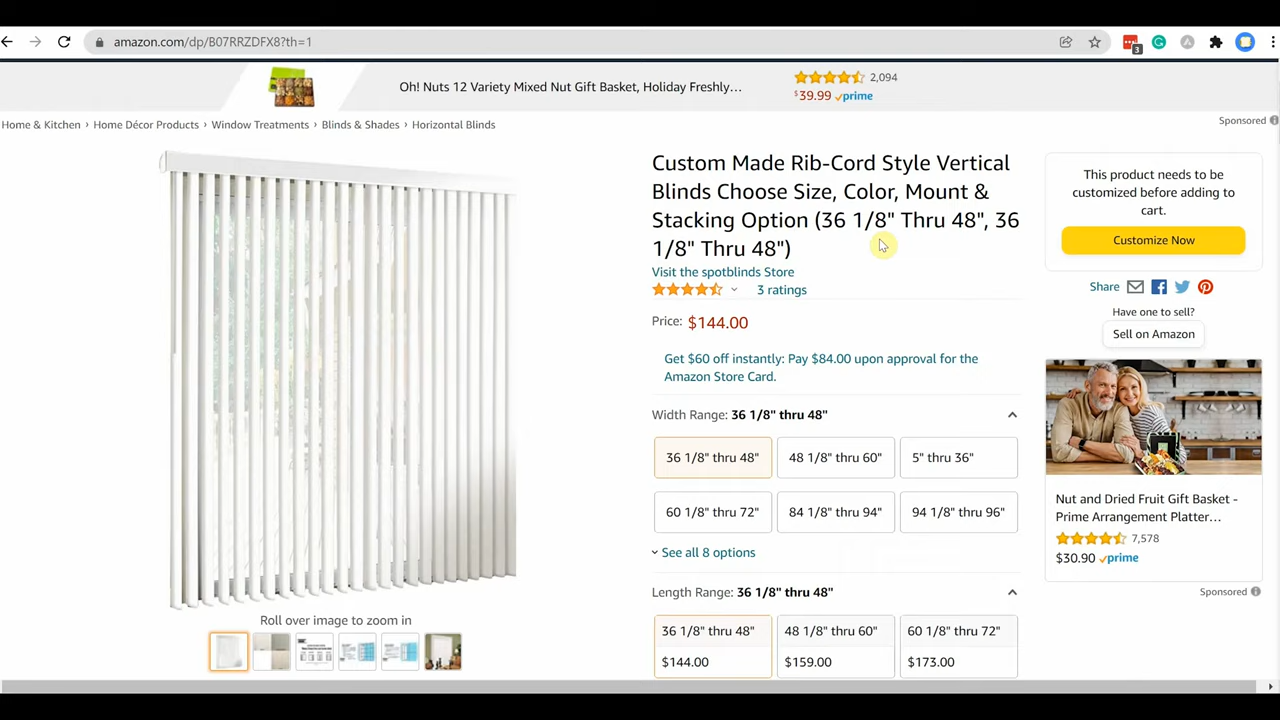 amazon.com/dp/B07RRZDFX8?th=1
3
Oh! Nuts 12 Variety Mixed Nut Gift Basket, Holiday Freshly...
2,094
$39.99 prime
Sponsored
Home & Kitchen › Home Décor Products › Window Treatments › Blinds & Shades › Horizontal Blinds
Custom Made Rib-Cord Style Vertical
Blinds Choose Size, Color, Mount &
Stacking Option (36 1/8" Thru 48", 36
1/8" Thru 48")
Visit the spotblinds Store
3 ratings
Price: $144.00
Get $60 off instantly: Pay $84.00 upon approval for the
Amazon Store Card.
Width Range: 36 1/8" thru 48"
36 1/8" thru 48" 48 1/8" thru 60" 5" thru 36"
60 1/8" thru 72" 84 1/8" thru 94" 94 1/8" thru 96"
See all 8 options
Length Range: 36 1/8" thru 48"
36 1/8" thru 48" 48 1/8" thru 60" 60 1/8" thru 72"
$144.00 $159.00 $173.00
Roll over image to zoom in
This product needs to be
customized before adding to
cart.
Customize Now
Share
Have one to sell?
Sell on Amazon
Nut and Dried Fruit Gift Basket -
Prime Arrangement Platter...
7,578
$30.90 prime
Sponsored